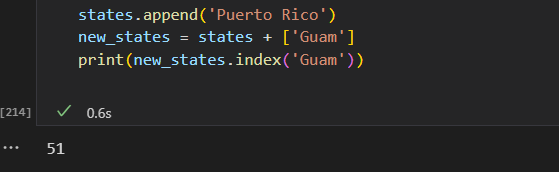 states.append('Puerto Rico')
new_states = states + ['Guam']
print(new_states.index('Guam'))
[214]
0.6s
... 51